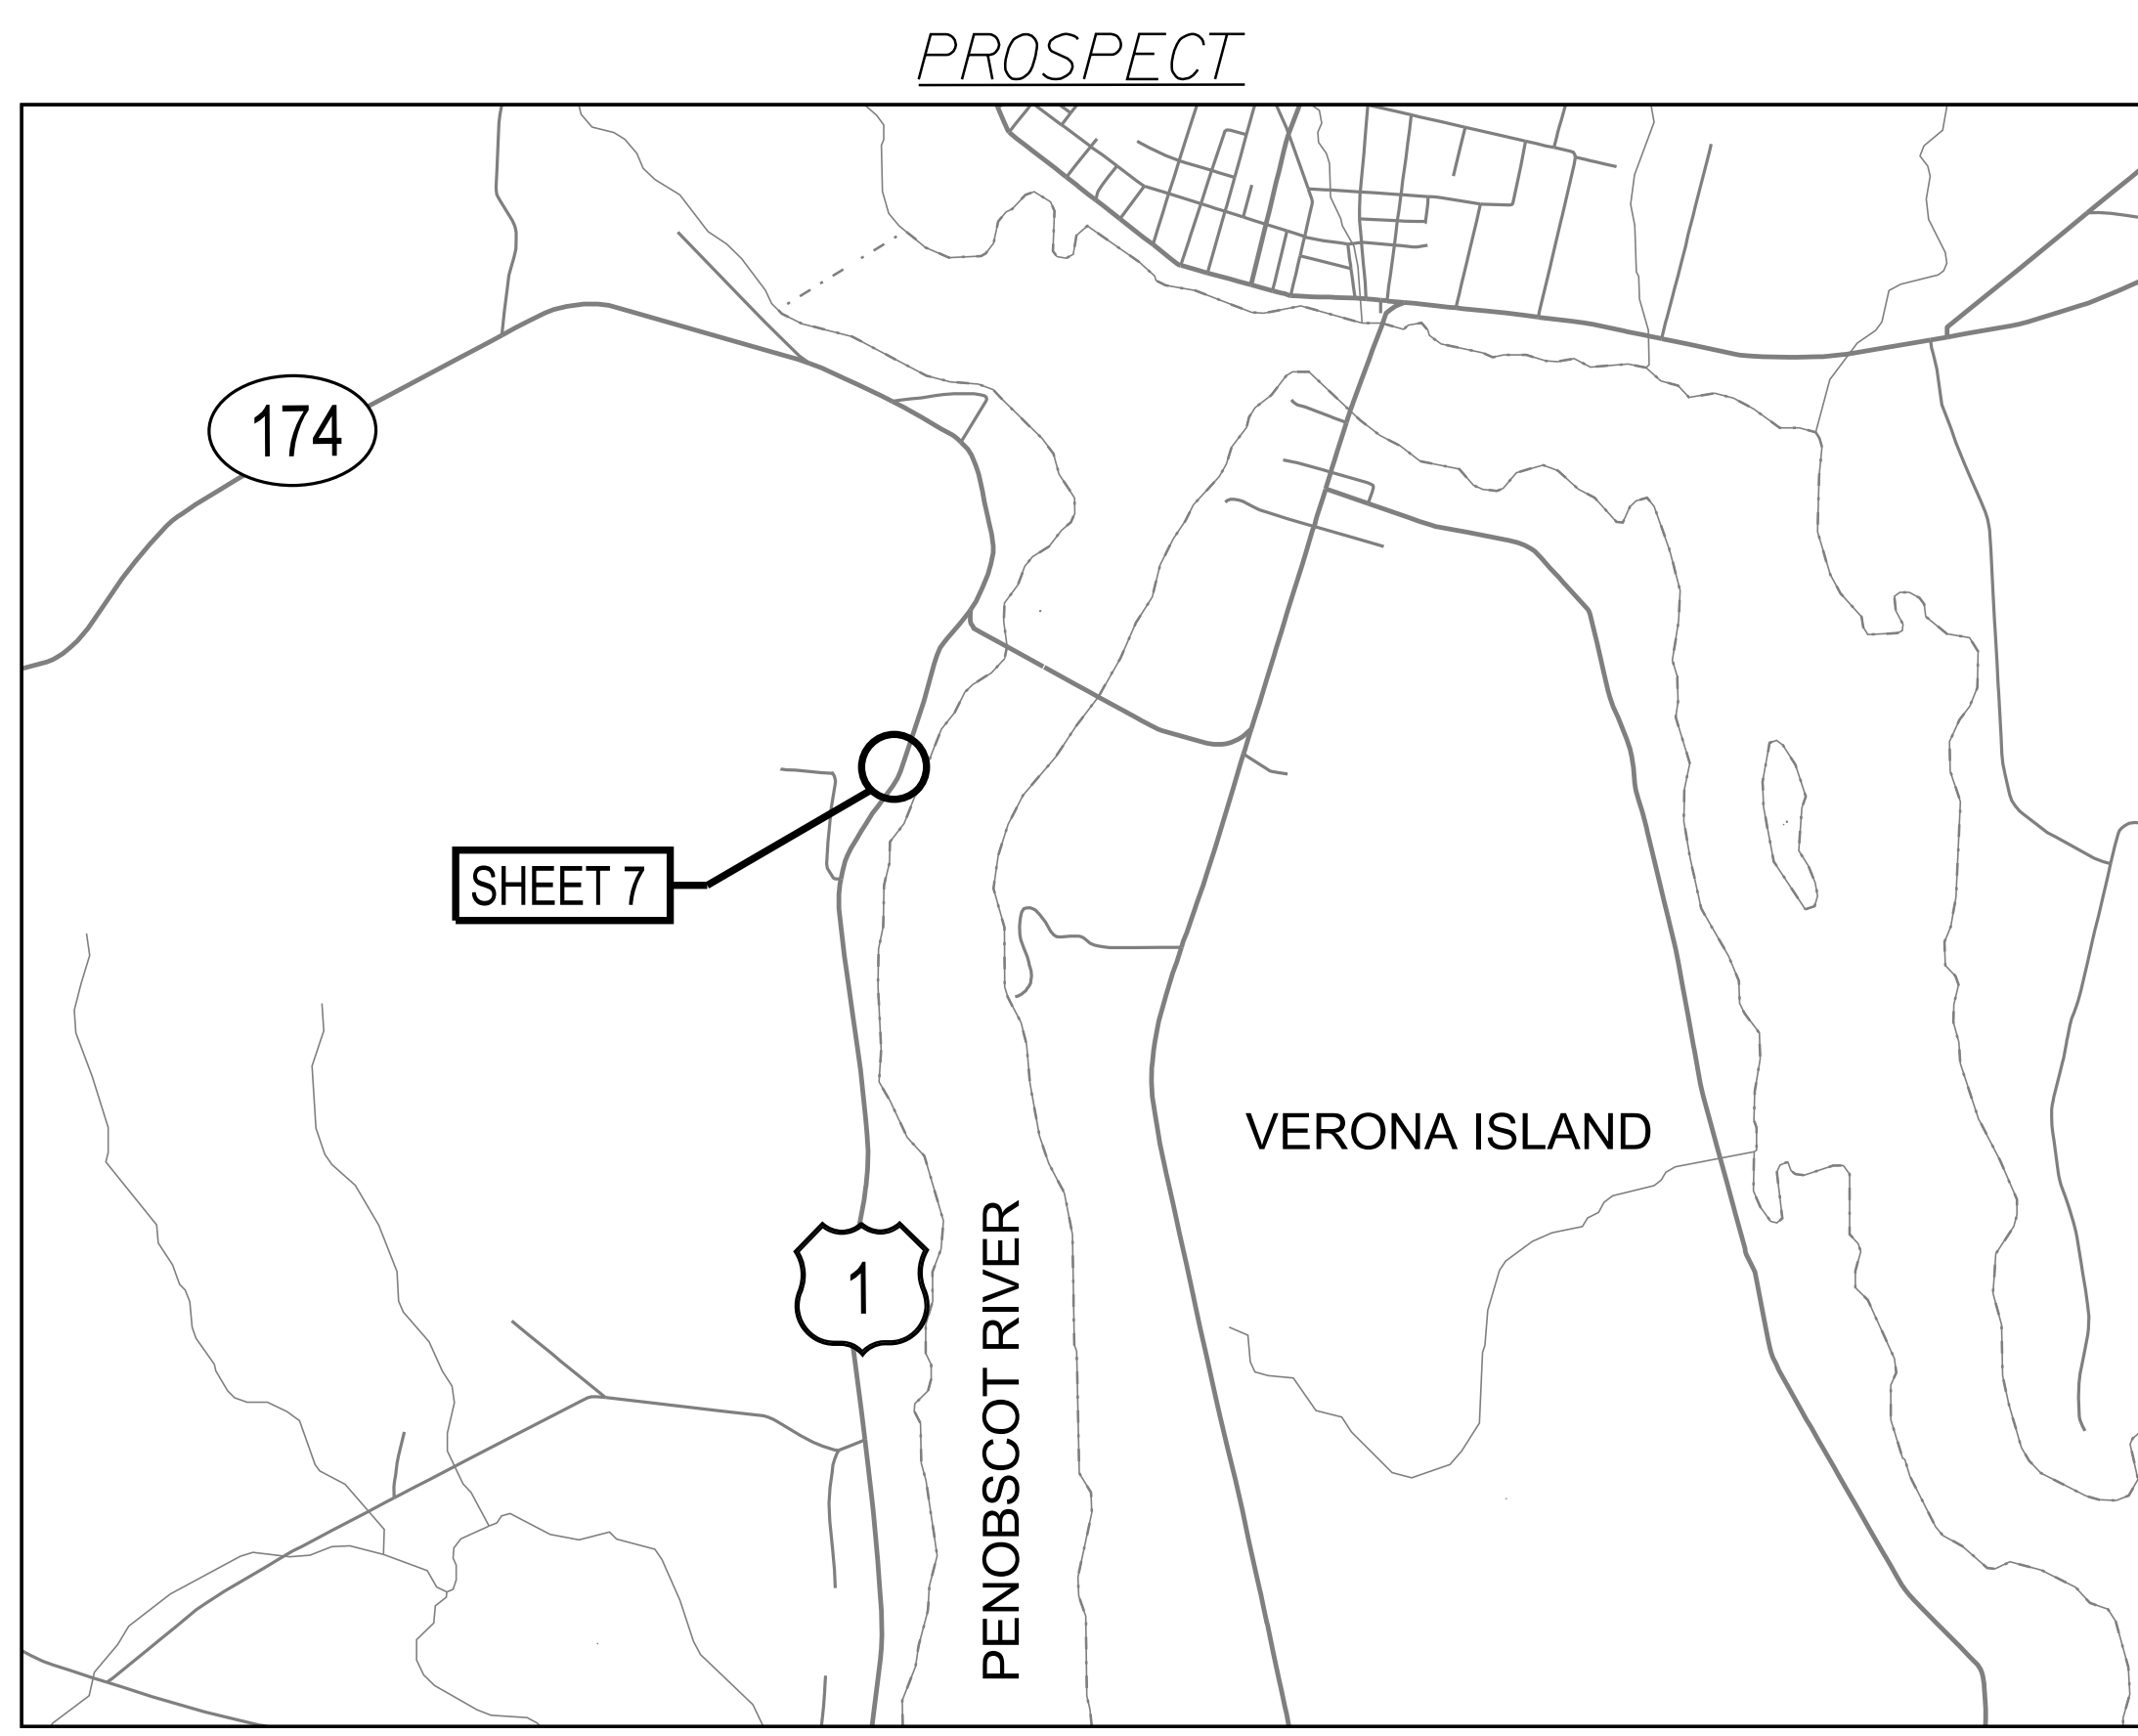 PROSPECT
174
SHEET 7
VERONA ISLAND
PENOBSCOT RIVER
1